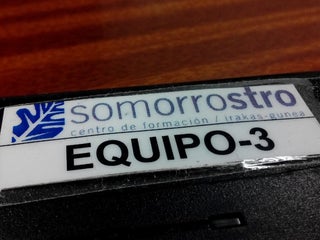 somorrostro
centro de formación / irakas-gunea
EQUIPO-3